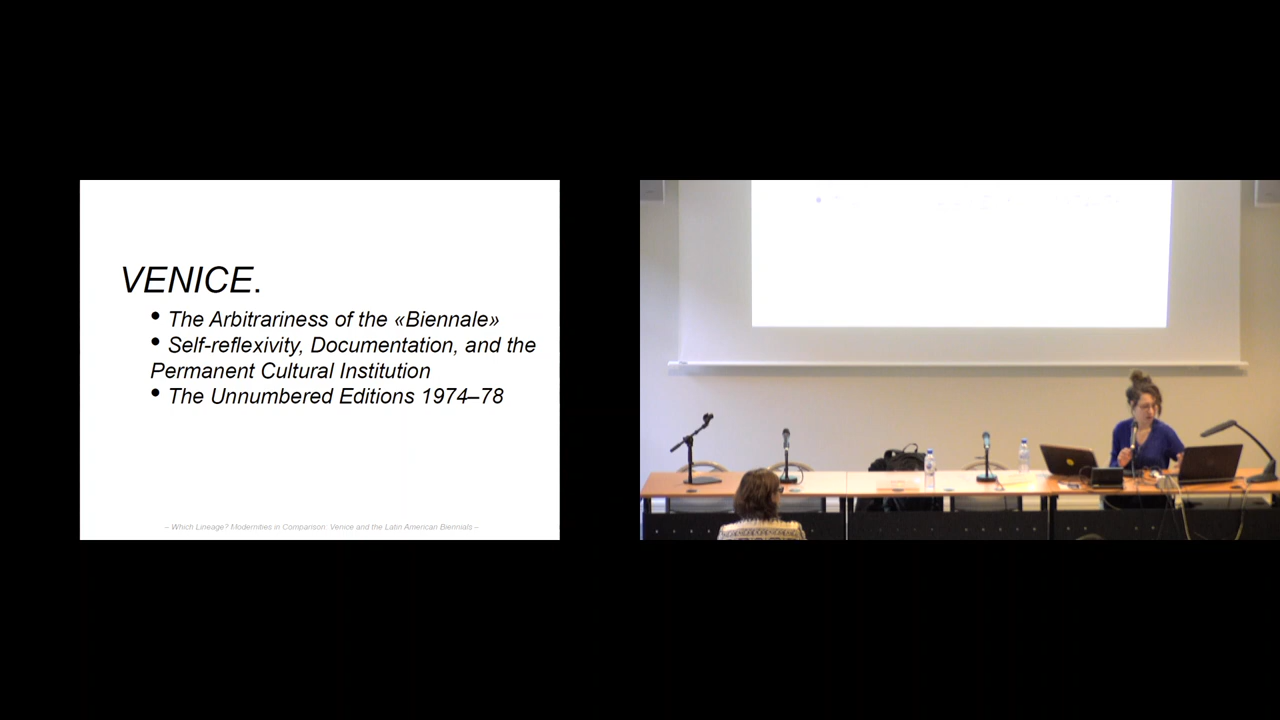 VENICE.
• The Arbitrariness of the «Biennale»
• Self-reflexivity, Documentation, and the
Permanent Cultural Institution
• The Unnumbered Editions 1974–78
– Which Lineage? Modernities in Comparison: Venice and the Latin American Biennials –